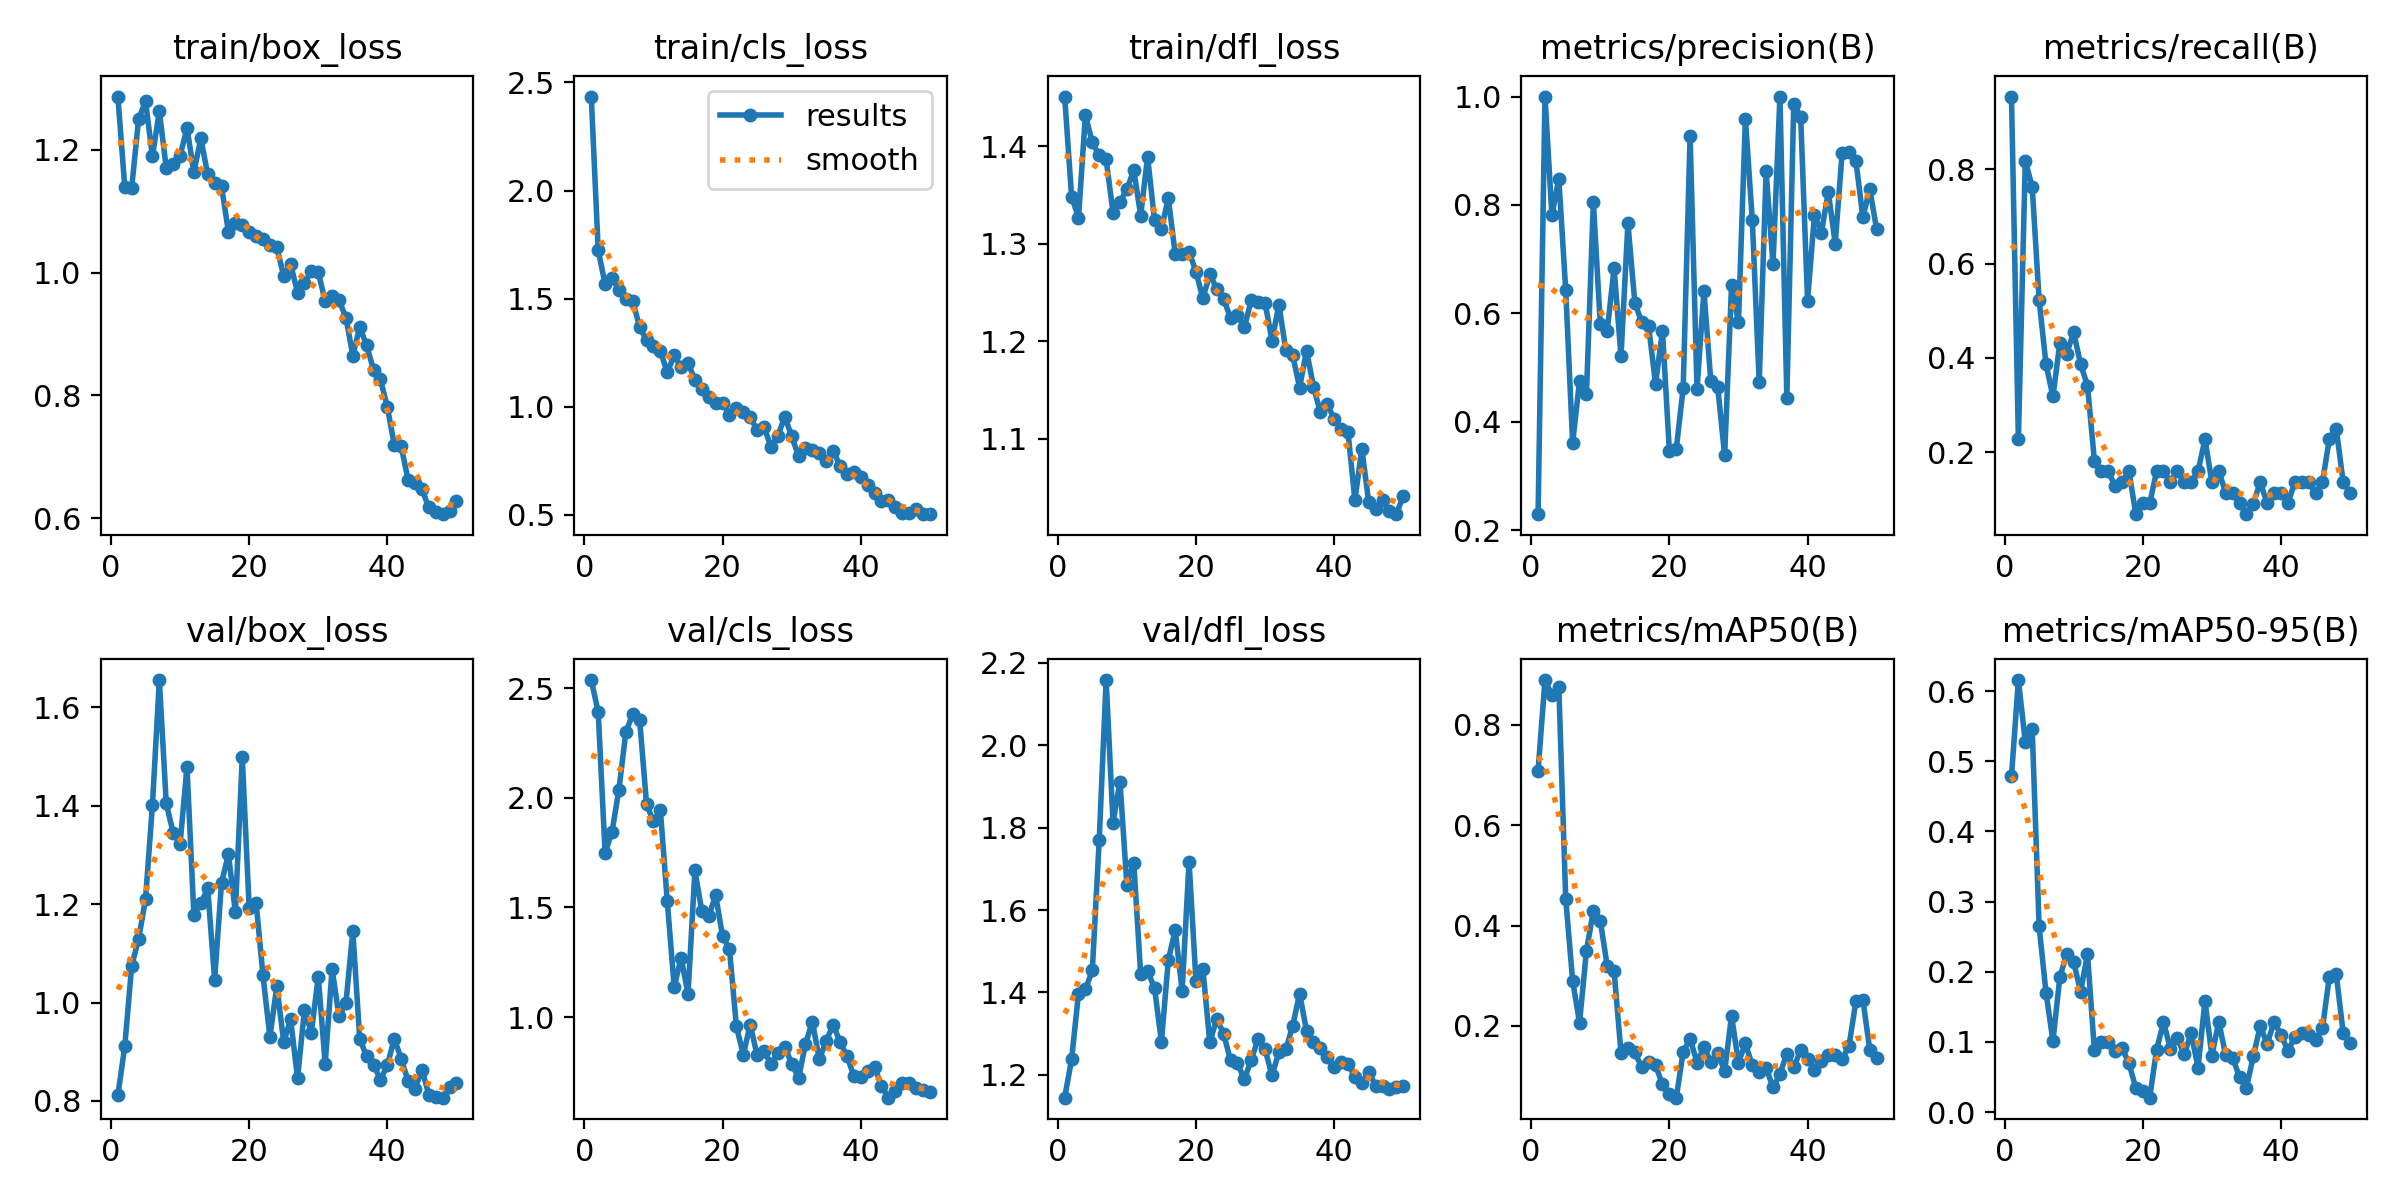 train/box_loss
1.2
1.0
0.8
0.6
0 20 40
train/cls_loss
2.5
2.0
1.5
1.0
0.5
results
smooth
0 20 40
train/dfl_loss
1.4
1.3
1.2
1.1
0 20 40
metrics/precision(B)
1.0
0.8
0.6
0.4
0.2
0 20 40
metrics/recall(B)
0.8
0.6
0.4
0.2
0 20 40
val/box_loss
1.6
1.4
1.2
1.0
0.8
0 20 40
val/cls_loss
2.5
2.0
1.5
1.0
0 20 40
val/dfl_loss
2.2
2.0
1.8
1.6
1.4
1.2
0 20 40
metrics/mAP50(B)
0.8
0.6
0.4
0.2
0 20 40
metrics/mAP50-95(B)
0.6
0.5
0.4
0.3
0.2
0.1
0.0
0 20 40